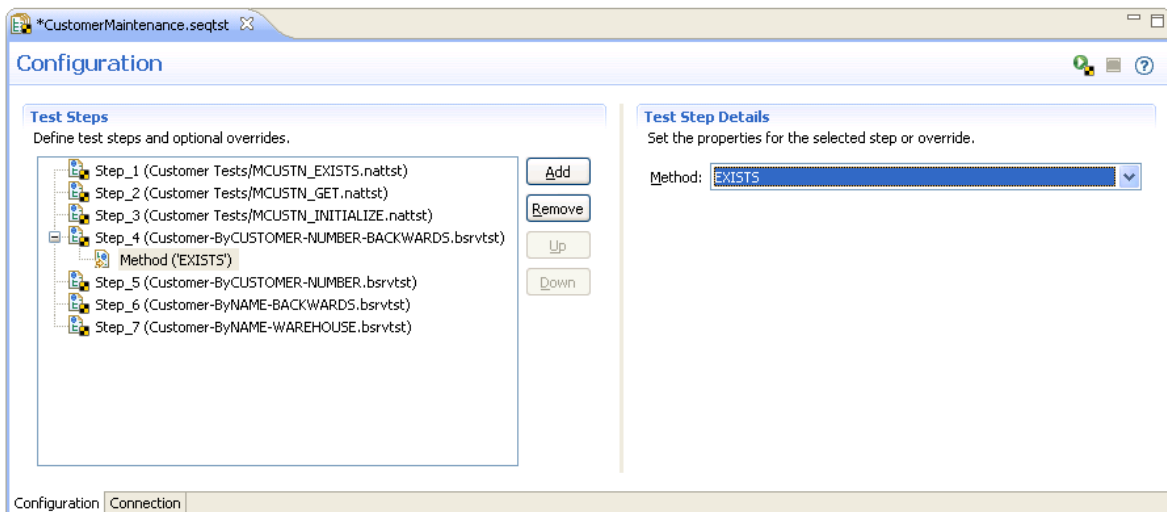 *CustomerMaintenance.seqtst
Configuration
Test Steps
Define test steps and optional overrides.
Step_1 (Customer Tests/MCUSTN_EXISTS.nattst)
Step_2 (Customer Tests/MCUSTN_GET.nattst)
Step_3 (Customer Tests/MCUSTN_INITIALIZE.nattst)
Step_4 (Customer-ByCUSTOMER-NUMBER-BACKWARDS.bsrvtst)
Method ('EXISTS')
Step_5 (Customer-ByCUSTOMER-NUMBER.bsrvtst)
Step_6 (Customer-ByNAME-BACKWARDS.bsrvtst)
Step_7 (Customer-ByNAME-WAREHOUSE.bsrvtst)
Add
Remove
Up
Down
Test Step Details
Set the properties for the selected step or override.
Method: EXISTS
Configuration Connection